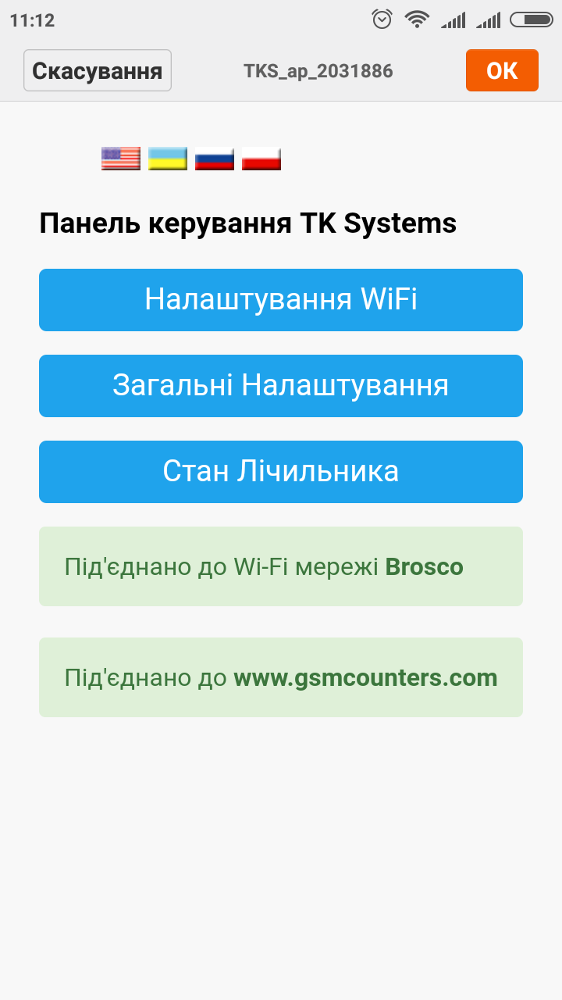 11:12
Скасування
TKS_ap_2031886
ОК
Панель керування TK Systems
Налаштування WiFi
Загальні Налаштування
Стан Лічильника
Під'єднано до Wi-Fi мережі Brosco
Під'єднано до www.gsmcounters.com